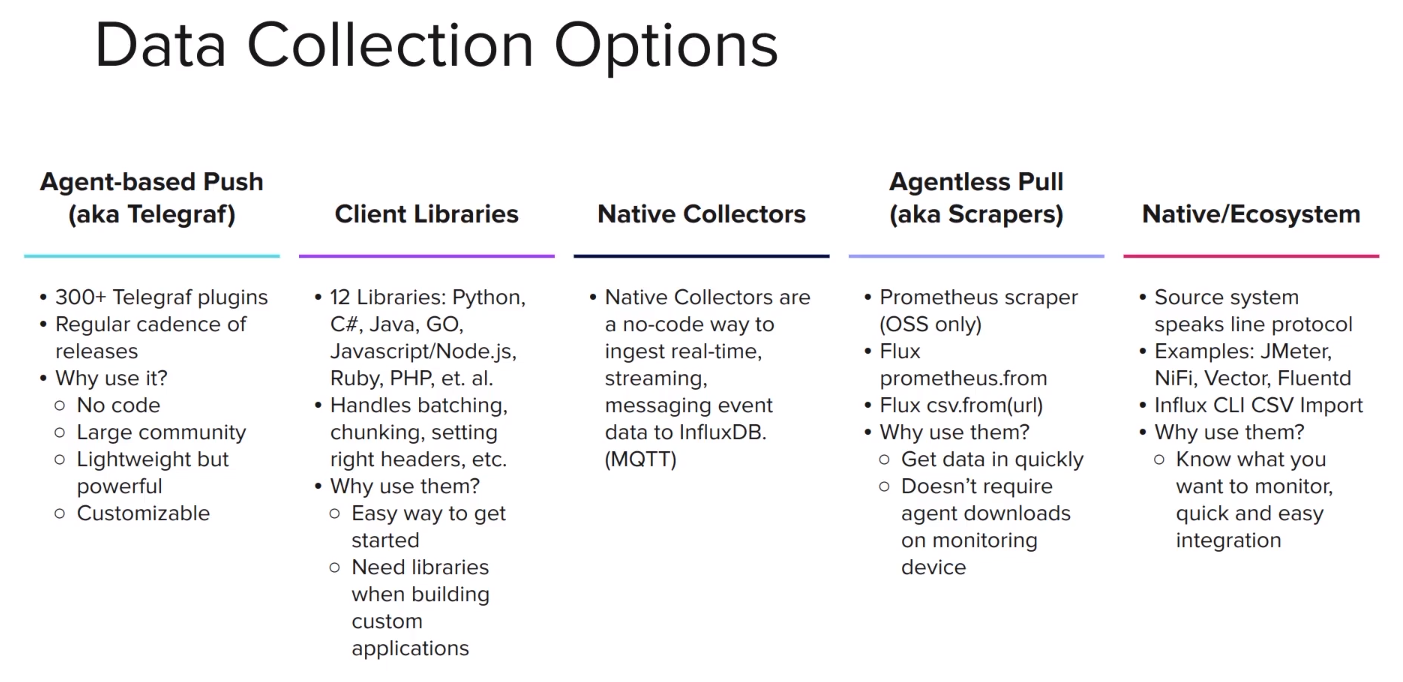 Data Collection Options
Agent-based Push
(aka Telegraf)
• 300+ Telegraf plugins
• Regular cadence of
releases
• Why use it?
○ No code
○ Large community
○ Lightweight but
powerful
○ Customizable
Client Libraries
• 12 Libraries: Python,
C#, Java, GO,
Javascript/Node.js,
Ruby, PHP, et. al.
• Handles batching,
chunking, setting
right headers, etc.
• Why use them?
○ Easy way to get
started
○ Need libraries
when building
custom
applications
Native Collectors
• Native Collectors are
a no-code way to
ingest real-time,
streaming,
messaging event
data to InfluxDB.
(MQTT)
Agentless Pull
(aka Scrapers)
• Prometheus scraper
(OSS only)
• Flux
prometheus.from
• Flux csv.from(url)
• Why use them?
○ Get data in quickly
○ Doesn’t require
agent downloads
on monitoring
device
Native/Ecosystem
• Source system
speaks line protocol
• Examples: JMeter,
NiFi, Vector, Fluentd
• Influx CLI CSV Import
• Why use them?
○ Know what you
want to monitor,
quick and easy
integration